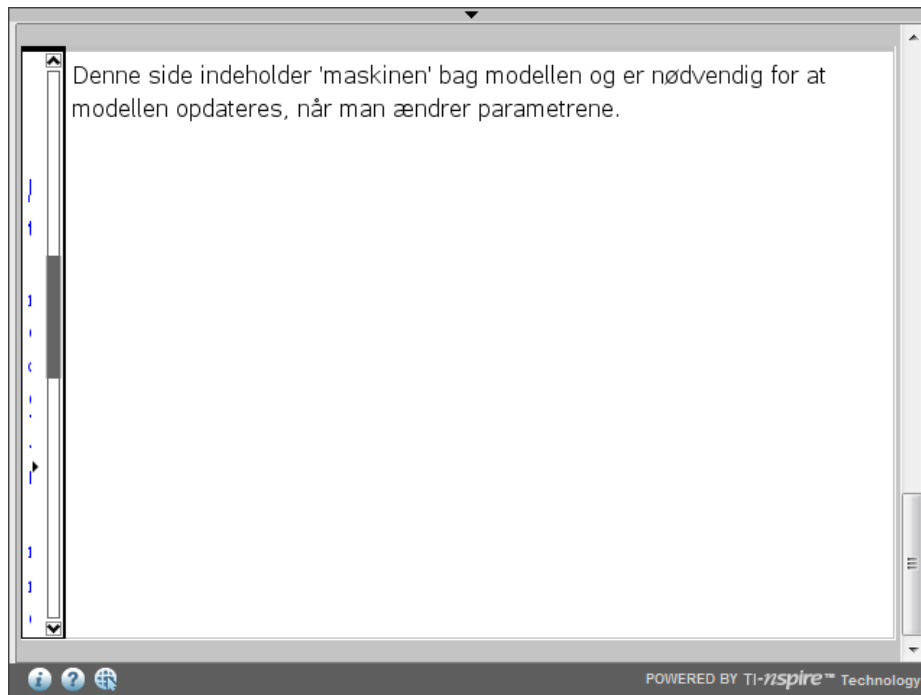 Denne side indeholder 'maskinen' bag modellen og er nødvendig for at
modellen opdateres, når man ændrer parametrene.
POWERED BY TI-nspire™ Technology